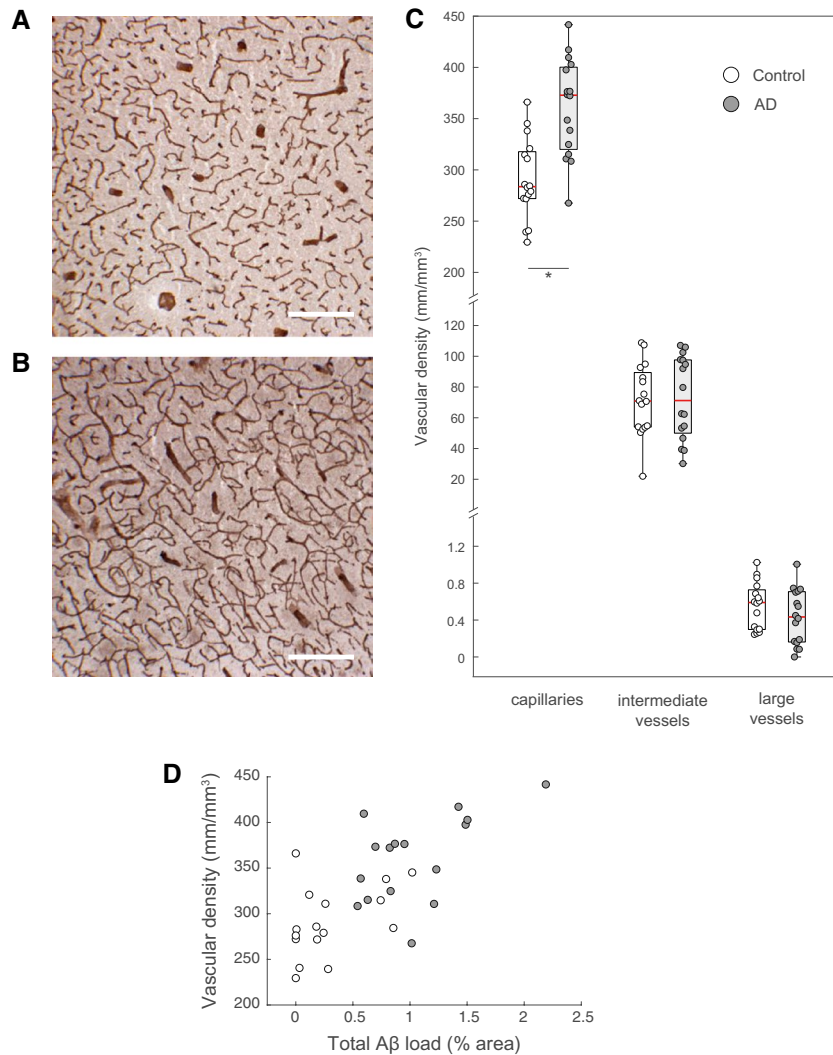 A
B
C
450
400
350
300
250
200
120
100
80
60
40
20
1.2
0.8
0.4
0
Vascular density (mm/mm³)
Control
AD
*
capillaries
intermediate
vessels
large
vessels
D
450
400
350
300
250
200
Vascular density (mm/mm³)
0
0.5
1
1.5
2
2.5
Total Aβ load (% area)